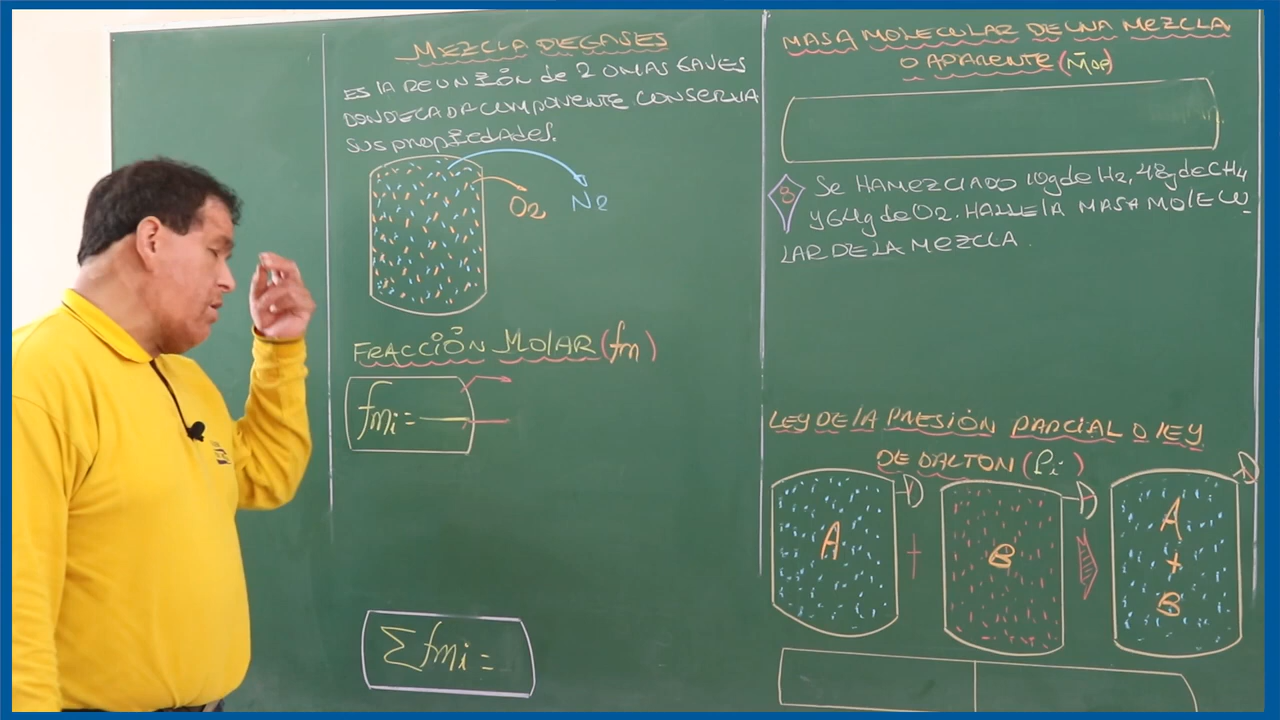 MEZCLA DE GASES
ES LA REUNIÓN de 2 O MAS GASES
DONDE CADA COMPONENTE CONSERVA
SUS PROPIEDADES.
O2
N2
FRACCIÓN MOLAR (fm)
fmi =
∑ fmi =
MASA MOLECULAR DE UNA MEZCLA
O APARENTE (M̄ap)
8 SE HA MEZCLADO 10g de H2, 48g de CH4
y 64g de O2. HALLE LA MASA MOLECU-
LAR DE LA MEZCLA.
LEY DE LA PRESIÓN PARCIAL O LEY
DE DALTON (Pi)
A + B A
+
B